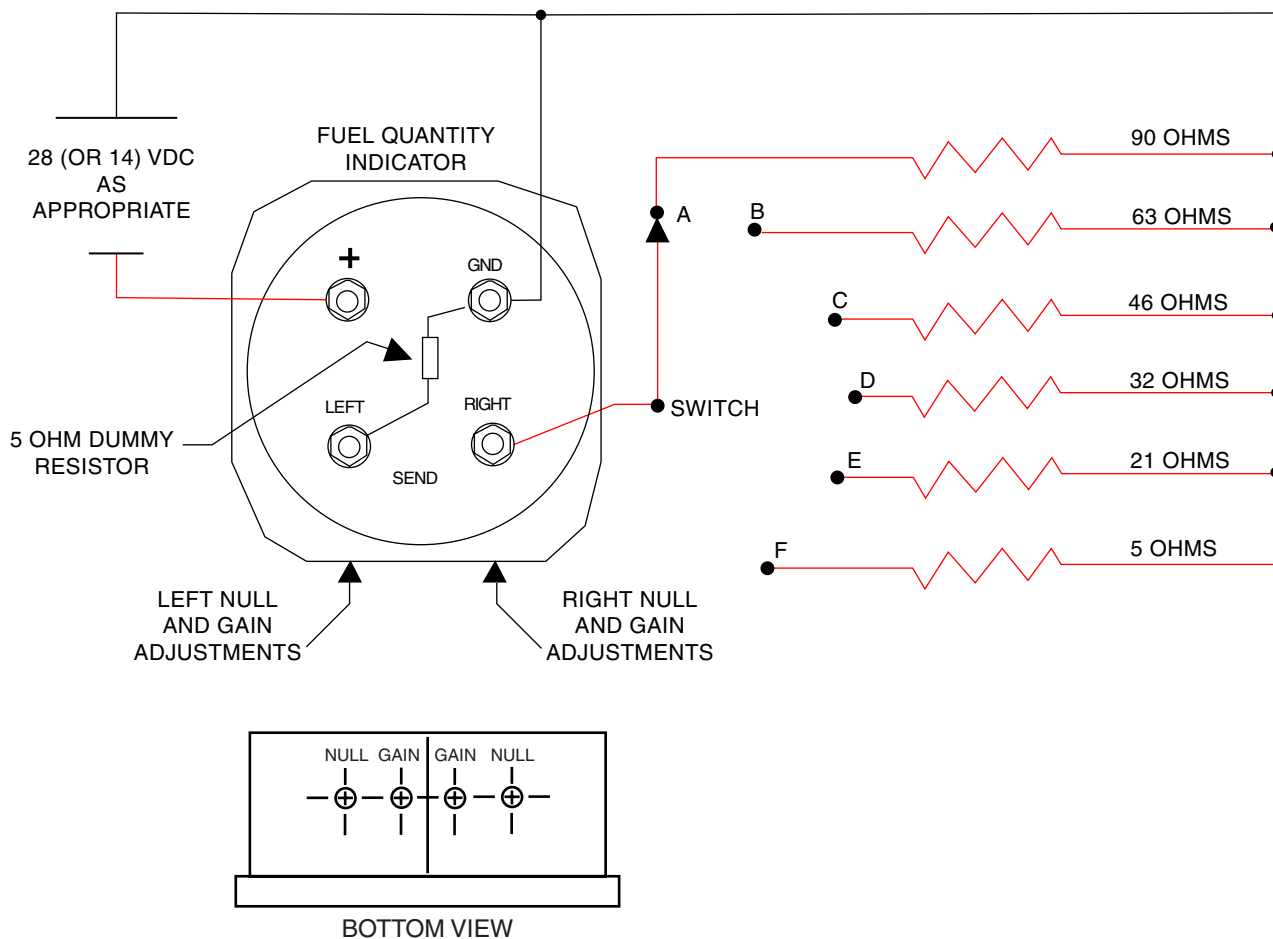 28 (OR 14) VDC
AS
APPROPRIATE
FUEL QUANTITY
INDICATOR
+
GND
LEFT
RIGHT
SEND
5 OHM DUMMY
RESISTOR
LEFT NULL
AND GAIN
ADJUSTMENTS
RIGHT NULL
AND GAIN
ADJUSTMENTS
SWITCH
A
90 OHMS
B
63 OHMS
C
46 OHMS
D
32 OHMS
E
21 OHMS
F
5 OHMS
NULL GAIN GAIN NULL
BOTTOM VIEW